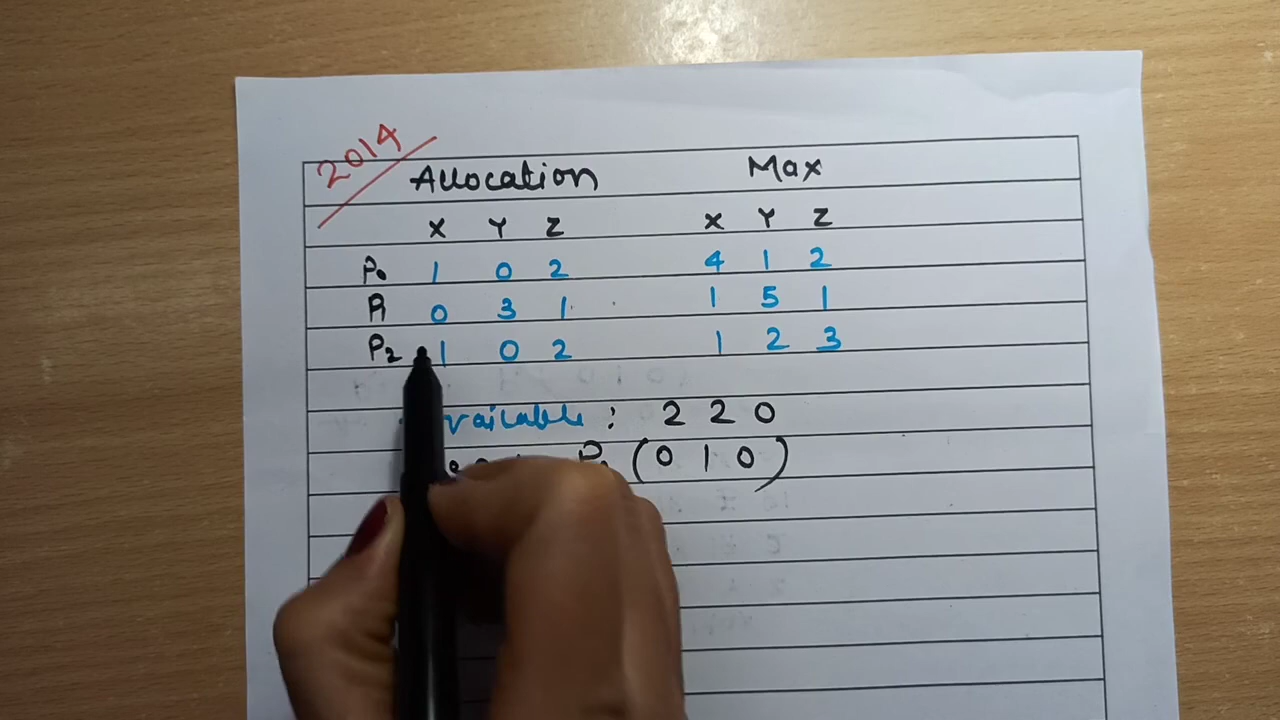 2014
Allocation Max
X Y Z X Y Z
P0 1 0 2 4 1 2
P1 0 3 1 1 5 1
P2 1 0 2 1 2 3
: 2 2 0
(0 1 0)